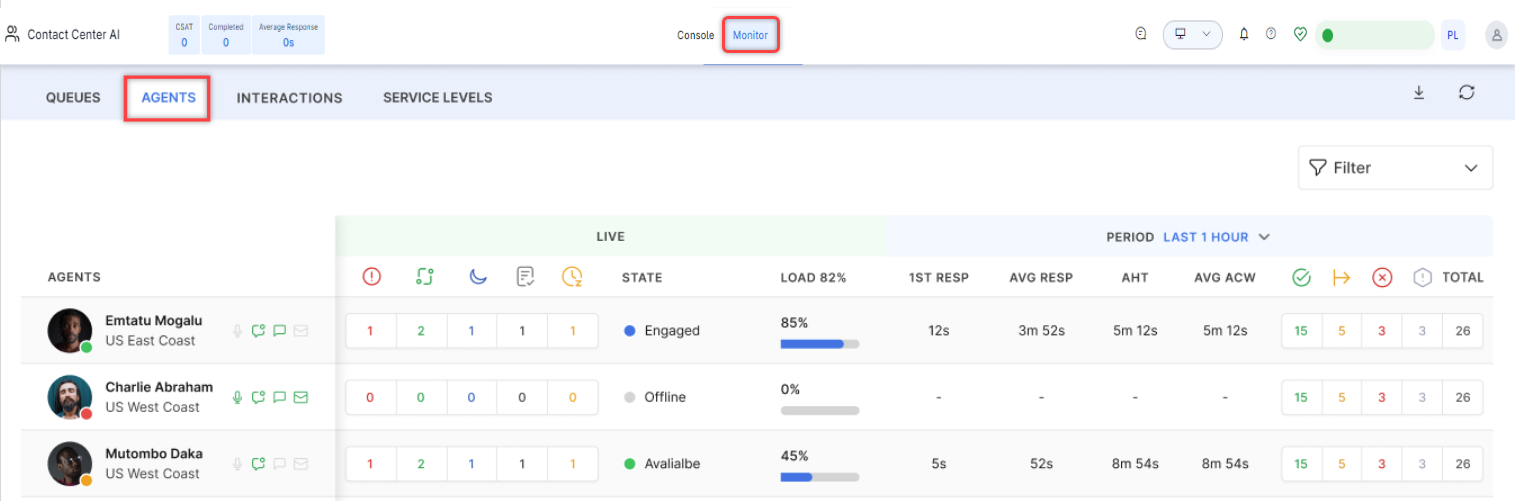 Contact Center AI
CSAT
0
Completed
0
Average Response
0s
Console Monitor
PL
QUEUES AGENTS INTERACTIONS SERVICE LEVELS
Filter
LIVE PERIOD LAST 1 HOUR
AGENTS STATE LOAD 82% 1ST RESP AVG RESP AHT AVG ACW TOTAL
Emtatu Mogalu
US East Coast
1 2 1 1 1 Engaged 85% 12s 3m 52s 5m 12s 5m 12s 15 5 3 3 26
Charlie Abraham
US West Coast
0 0 0 0 0 Offline 0% - - - - 15 5 3 3 26
Mutombo Daka
US West Coast
1 2 1 1 1 Avalialbe 45% 5s 52s 8m 54s 8m 54s 15 5 3 3 26